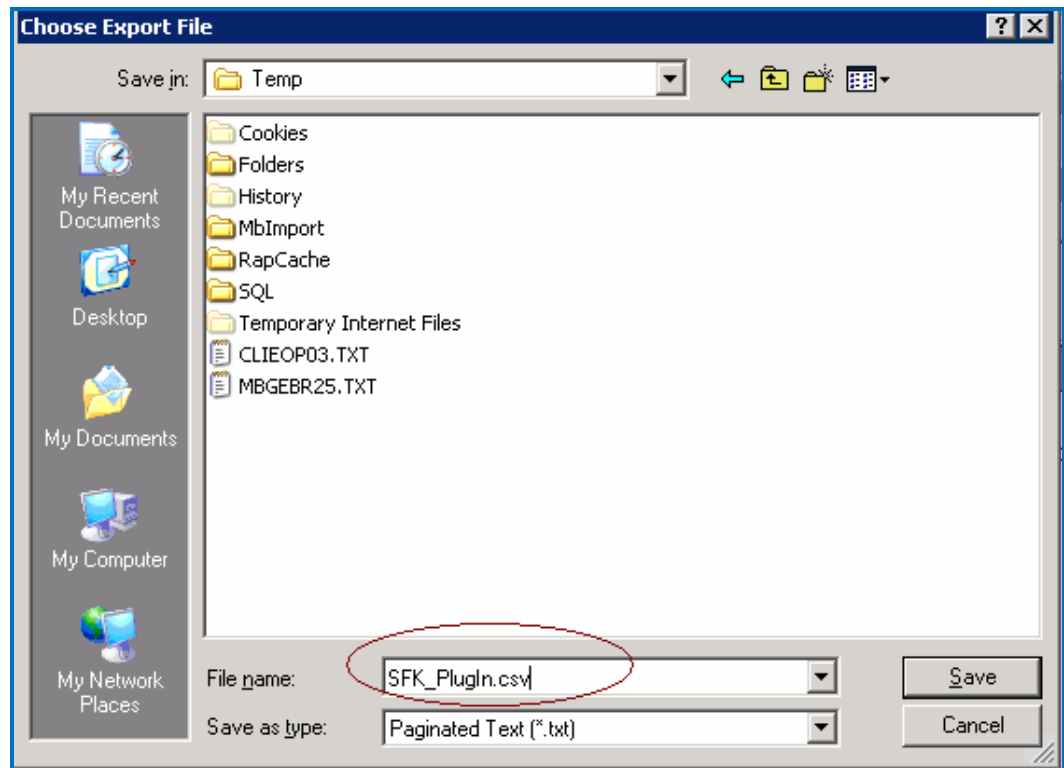 Choose Export File
Save in:
Temp
My Recent
Documents
Desktop
My Documents
My Computer
My Network
Places
Cookies
Folders
History
MbImport
RapCache
SQL
Temporary Internet Files
CLIEOP03.TXT
MBGEBR25.TXT
File name:
SFK_PlugIn.csv
Save
Save as type:
Paginated Text (*.txt)
Cancel